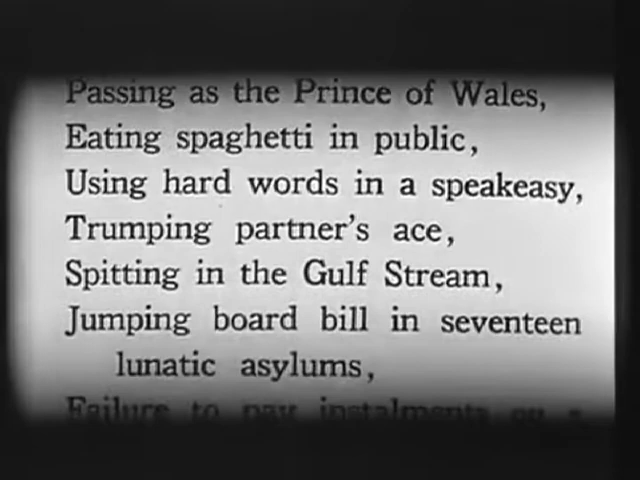 Passing as the Prince of Wales,
Eating spaghetti in public,
Using hard words in a speakeasy,
Trumping partner's ace,
Spitting in the Gulf Stream,
Jumping board bill in seventeen
lunatic asylums,
Failure to pay instalments on a